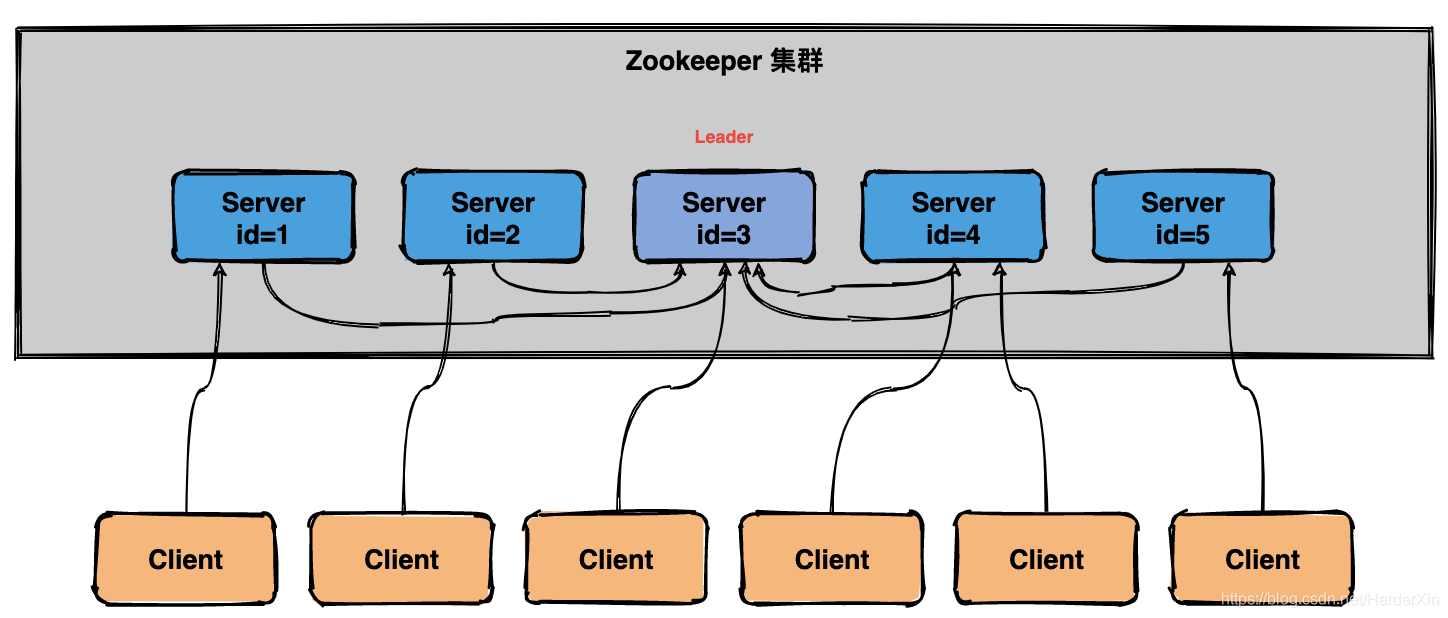 Zookeeper 集群
Leader
Server
id=1
Server
id=2
Server
id=3
Server
id=4
Server
id=5
Client
Client
Client
Client
Client
Client
https://blog.csdn.net/HarderXin